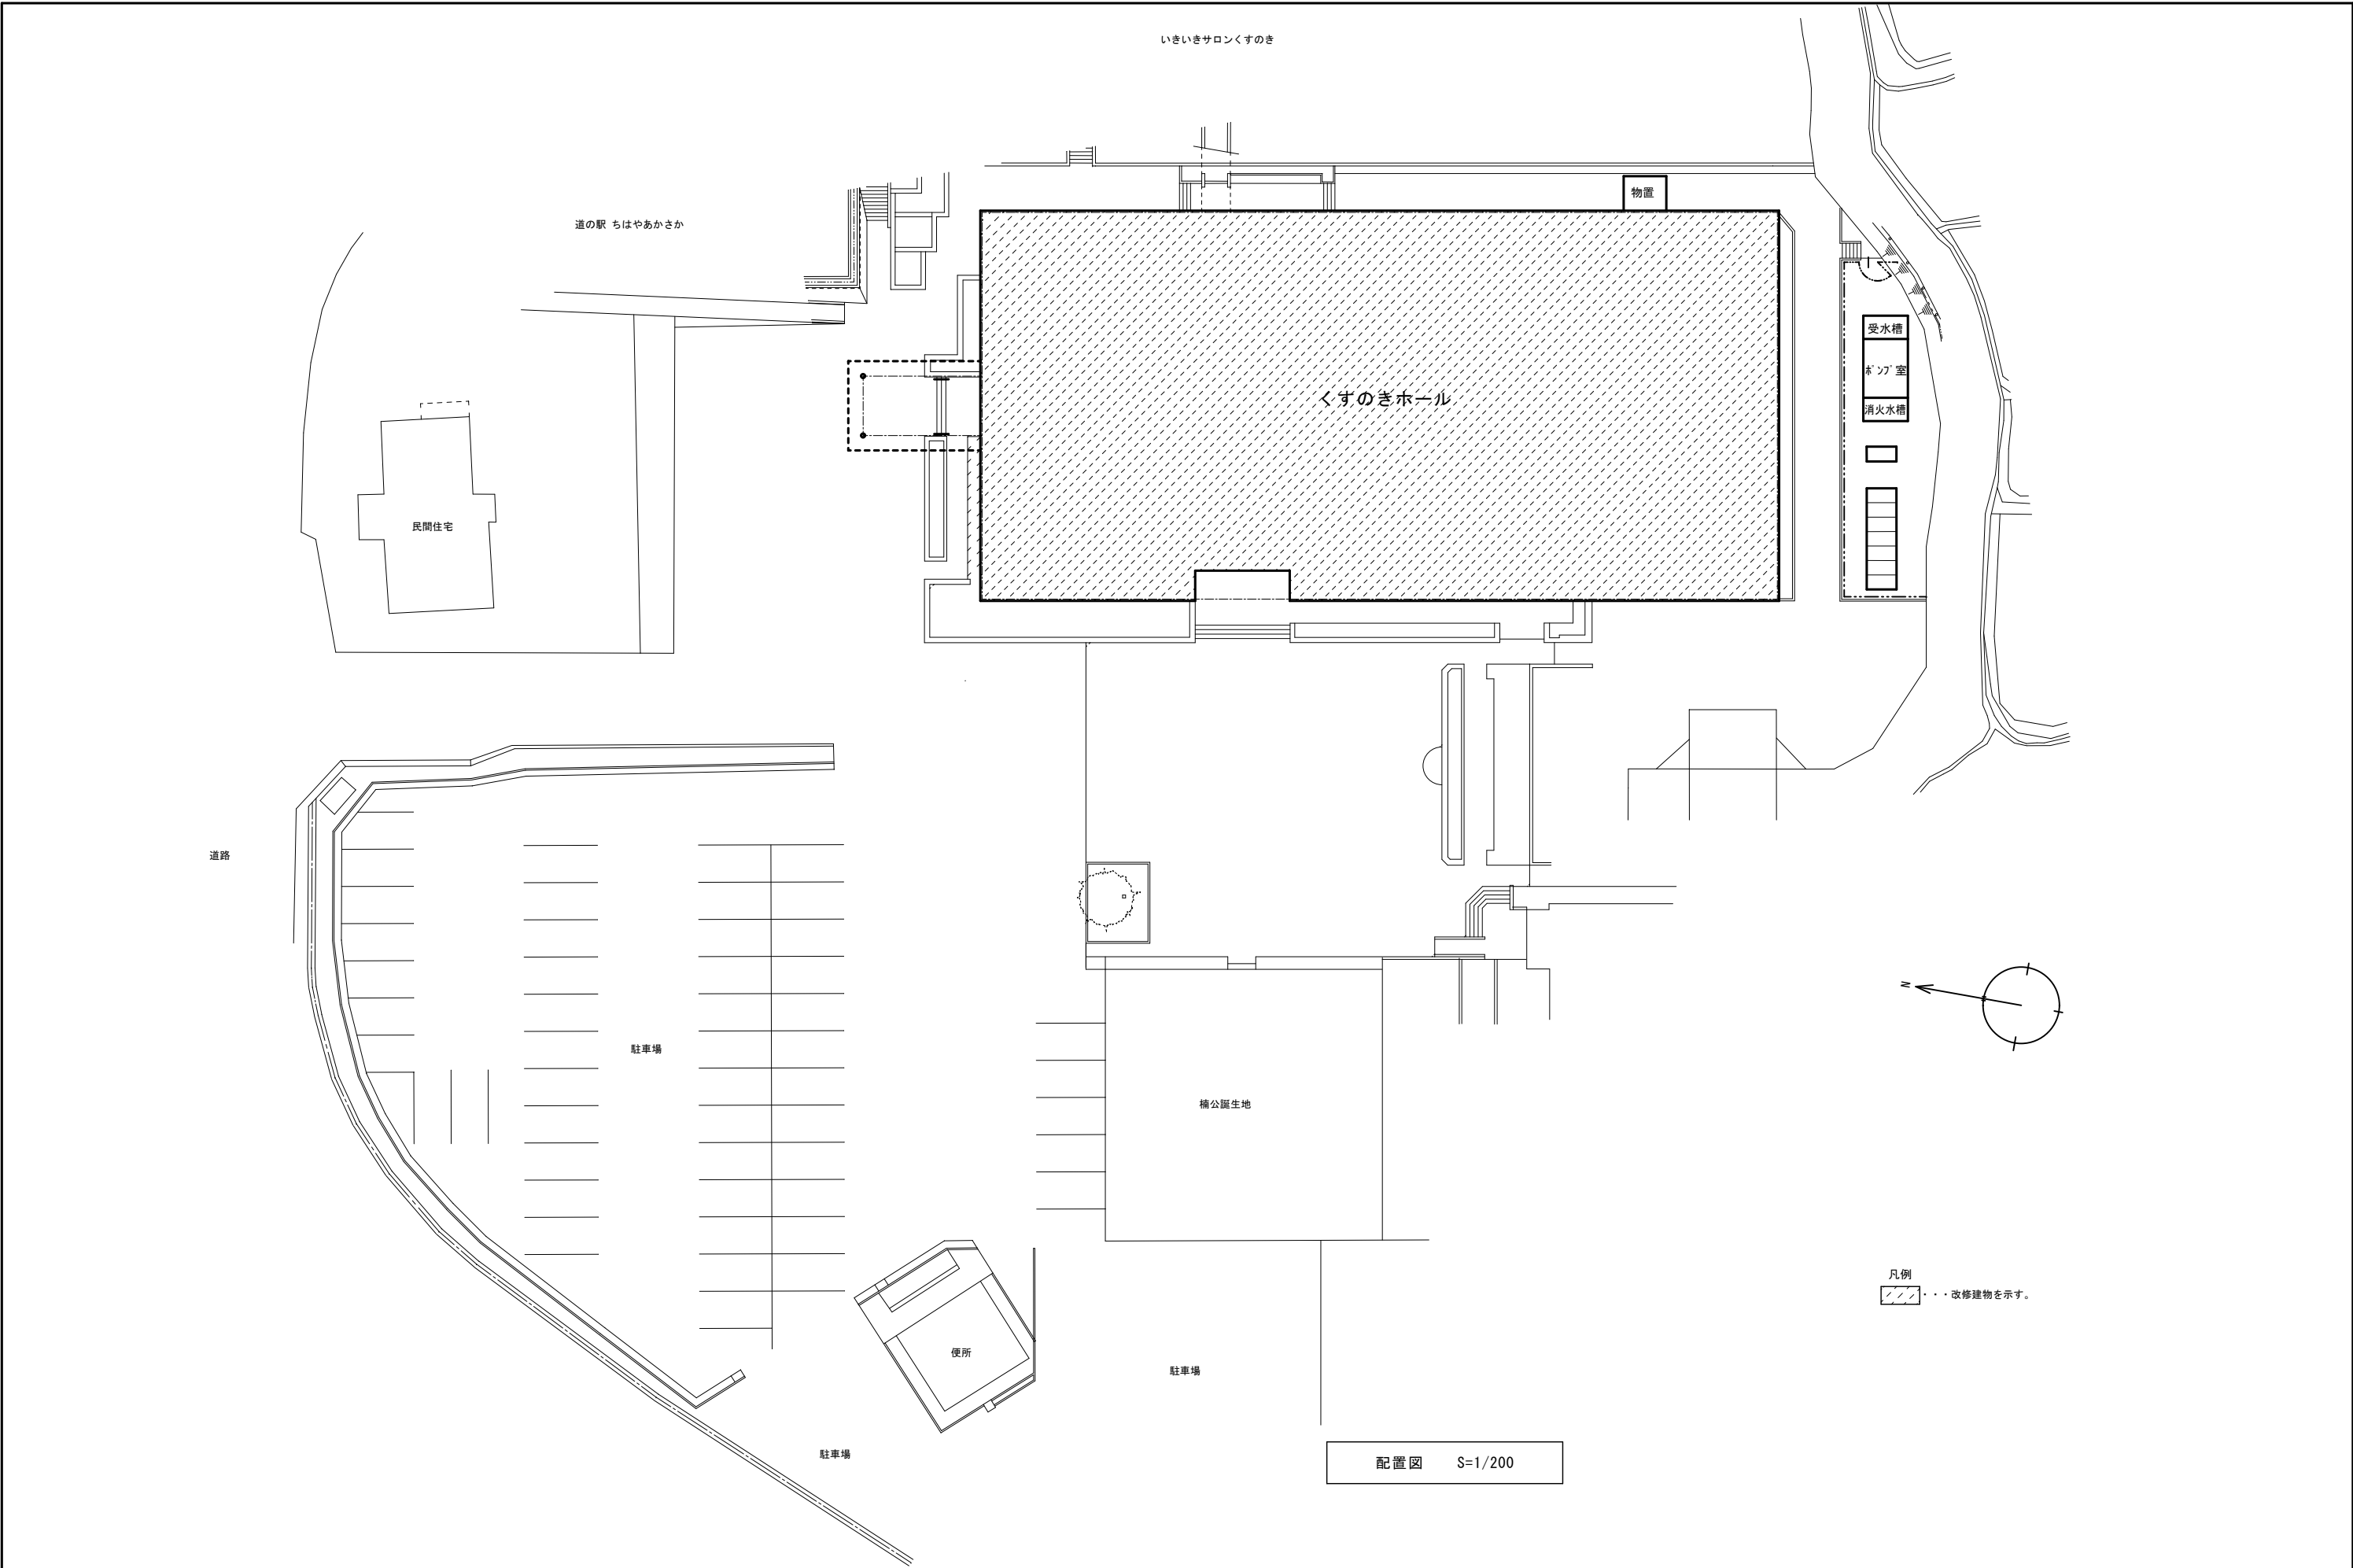 いきいきサロンくすのき
物置
道の駅 ちはやあかさか
受水槽
ポンプ室
消火水槽
くすのきホール
民間住宅
道路
N
駐車場
楠公誕生地
凡例
・・・改修建物を示す。
便所
駐車場
駐車場
配置図 S=1/200